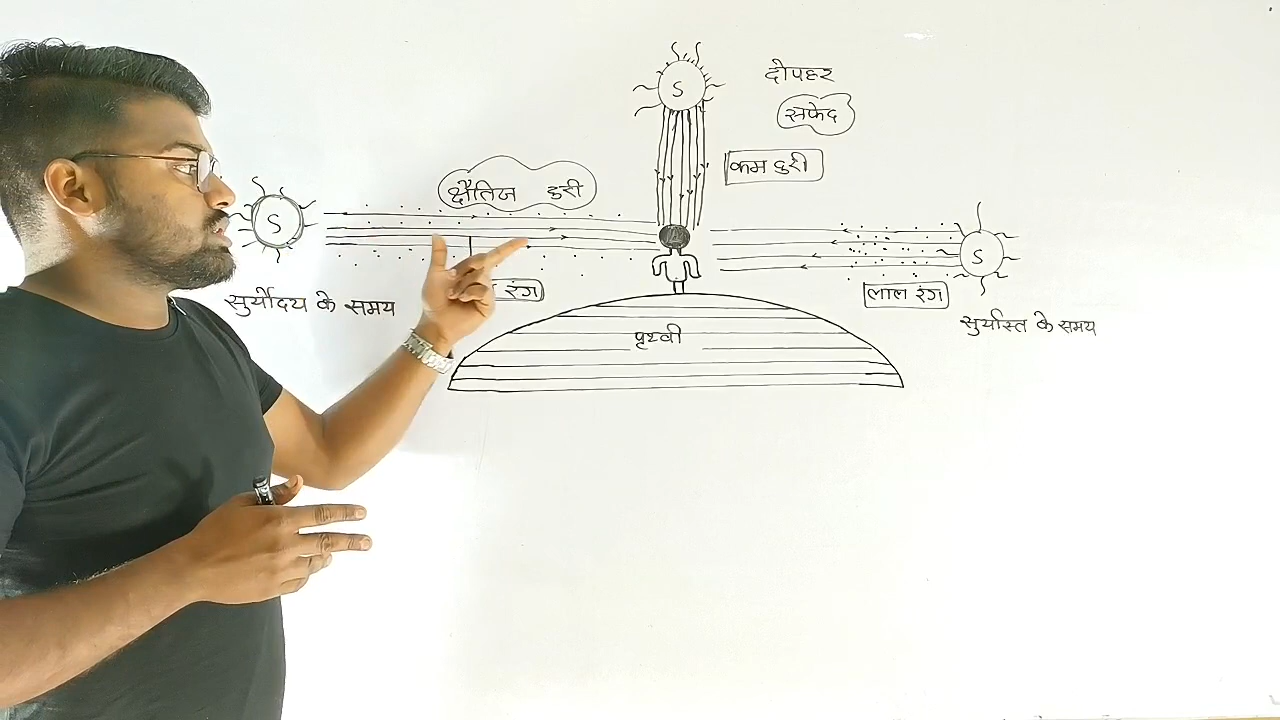 S
दोपहर
सफेद
कम दुरी
क्षैतिज दुरी
S
सुर्योदय के समय
रंग
S
लाल रंग
सुर्यास्त के समय
पृथ्वी